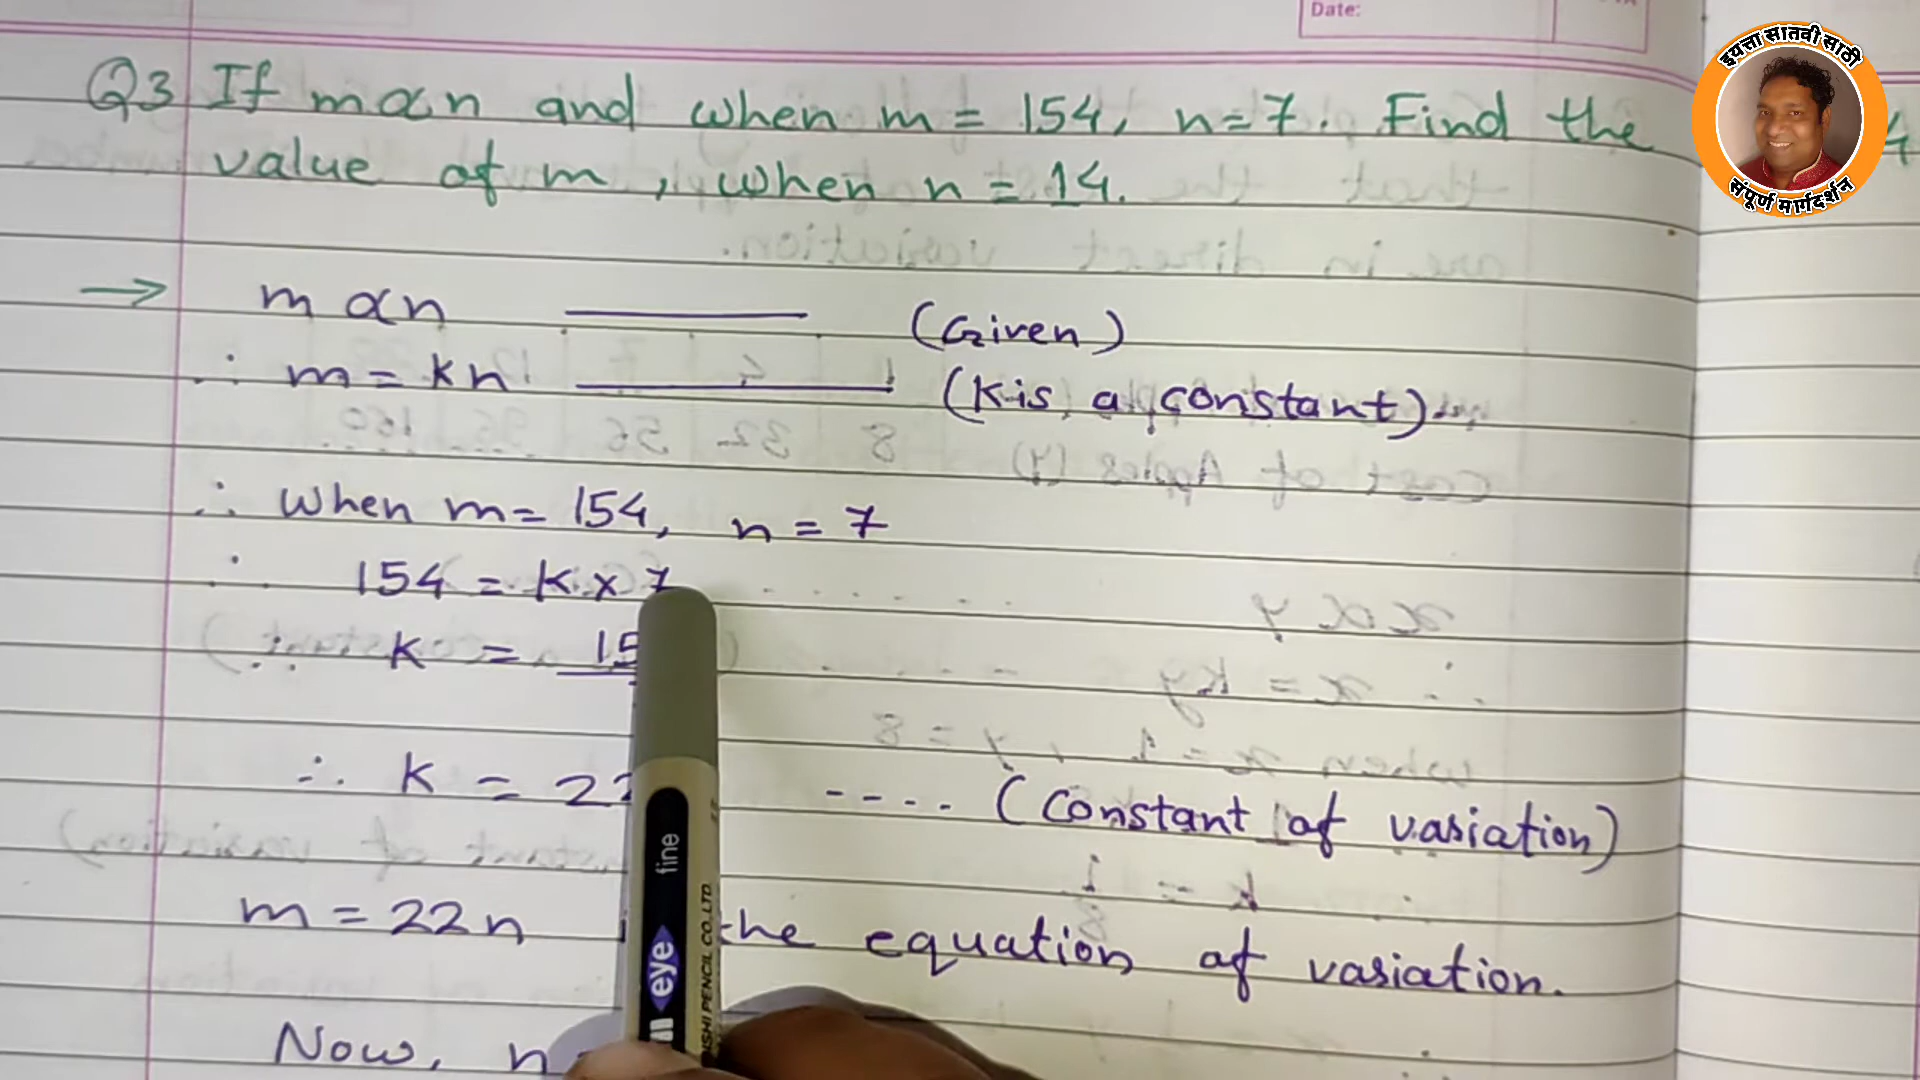 Date:
इयत्ता सातवी साठी
संपूर्ण मार्गदर्शन
Q3 If m α n and when m = 154, n = 7. Find the
value of m, when n = 14.
→ m α n ——— (Given)
∴ m = kn ——— (K is a constant)
∴ When m = 154, n = 7
∴ 154 = K x 7
∴ K = 15
∴ K = 22 ---- (Constant of variation)
m = 22n the equation of variation.
Now, n
eye fine